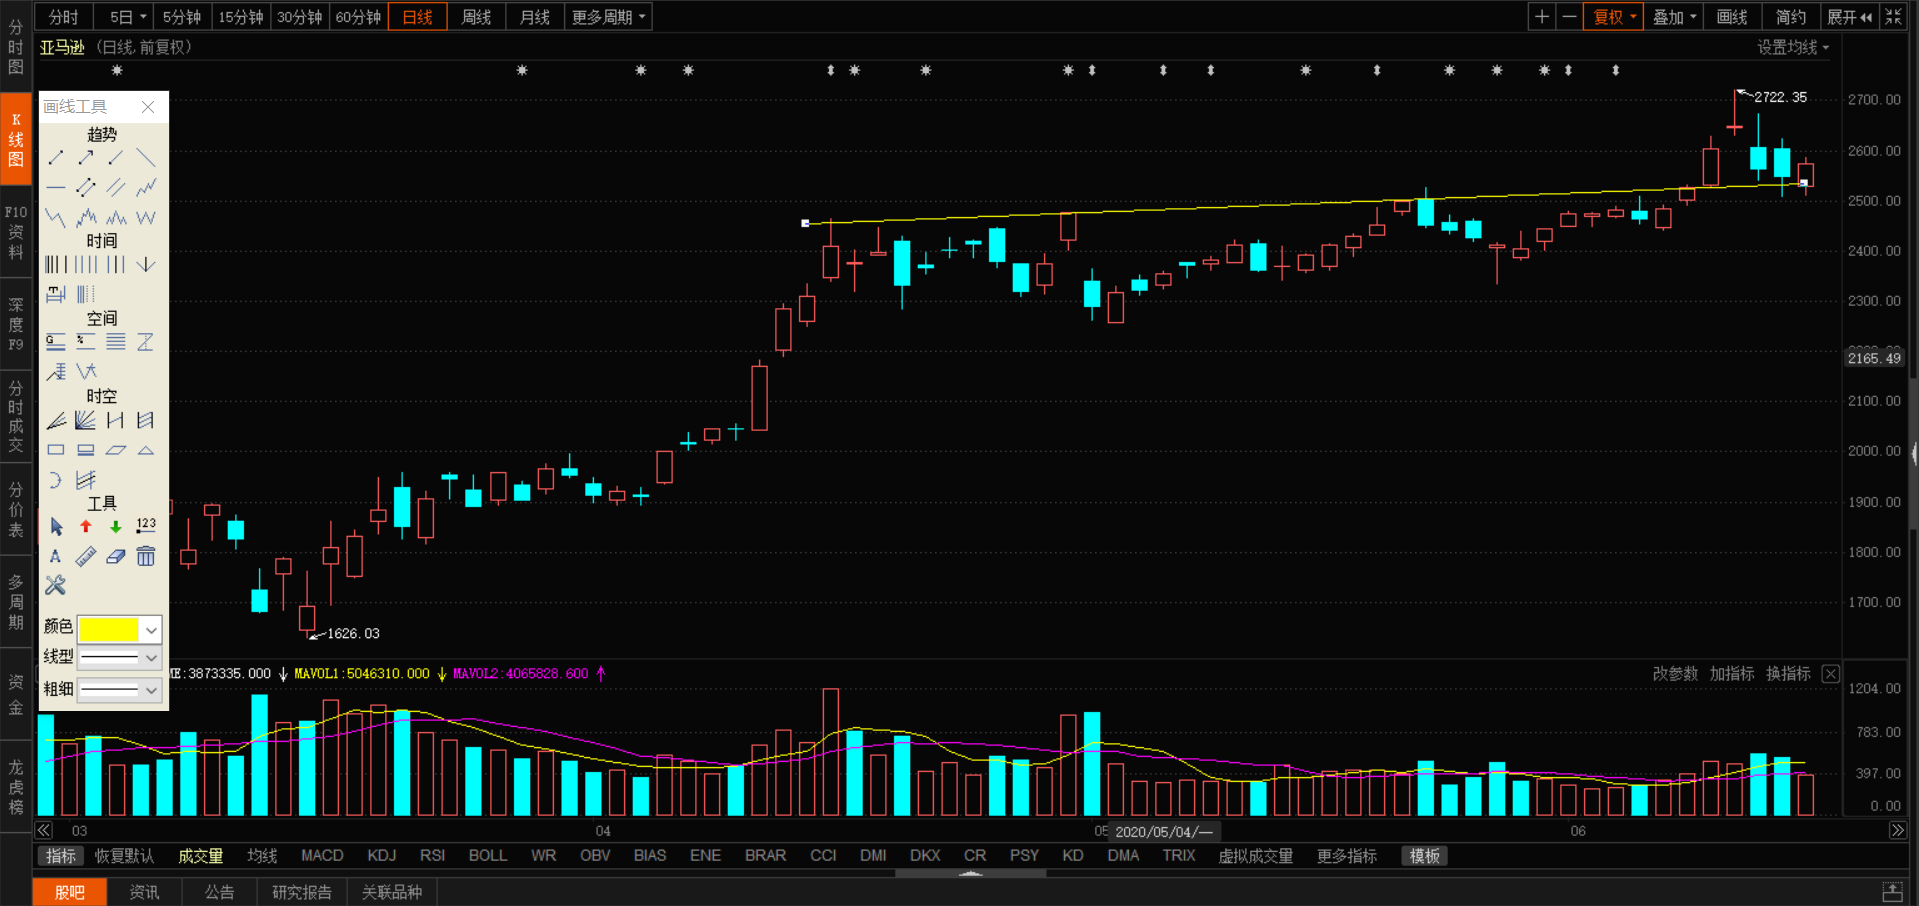 分时 5日 5分钟 15分钟 30分钟 60分钟 日线 周线 月线 更多周期 复权 叠加 画线 简约 展开
亚马逊 (日线,前复权) 设置均线
分时图
K线图
F10资料
深度F9
分时成交
分价表
多周期
资金
龙虎榜
画线工具
趋势
时间
空间
时空
工具
123
A
颜色
线型
粗细
2722.35
1626.03
2700.00
2600.00
2500.00
2400.00
2300.00
2165.49
2100.00
2000.00
1900.00
1800.00
1700.00
ME:3873335.000 MAVOL1:5046310.000 MAVOL2:4065828.600 改参数 加指标 换指标
1204.00
783.00
397.00
0.00
03 04 05 2020/05/04/一 06
指标 恢复默认 成交量 均线 MACD KDJ RSI BOLL WR OBV BIAS ENE BRAR CCI DMI DKX CR PSY KD DMA TRIX 虚拟成交量 更多指标 模板
股吧 资讯 公告 研究报告 关联品种